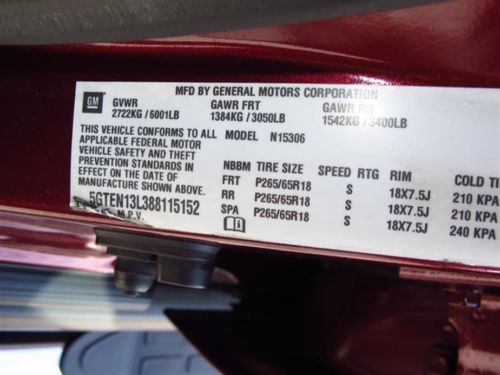 MFD BY GENERAL MOTORS CORPORATION
GM GVWR GAWR FRT GAWR RR
2722KG / 6001LB 1384KG / 3050LB 1542KG / 3400LB
THIS VEHICLE CONFORMS TO ALL MODEL N15306
APPLICABLE FEDERAL MOTOR
VEHICLE SAFETY AND THEFT NBBM TIRE SIZE SPEED RTG RIM COLD
PREVENTION STANDARDS IN FRT P265/65R18 S 18X7.5J 210 KPA
EFFECT ON THE DATE OF RR P265/65R18 S 18X7.5J 210 KPA
MANUFACTURE SHOWN ABOVE. SPA P265/65R18 S 18X7.5J 240 KPA
5GTEN13L388115152
M.P.V.